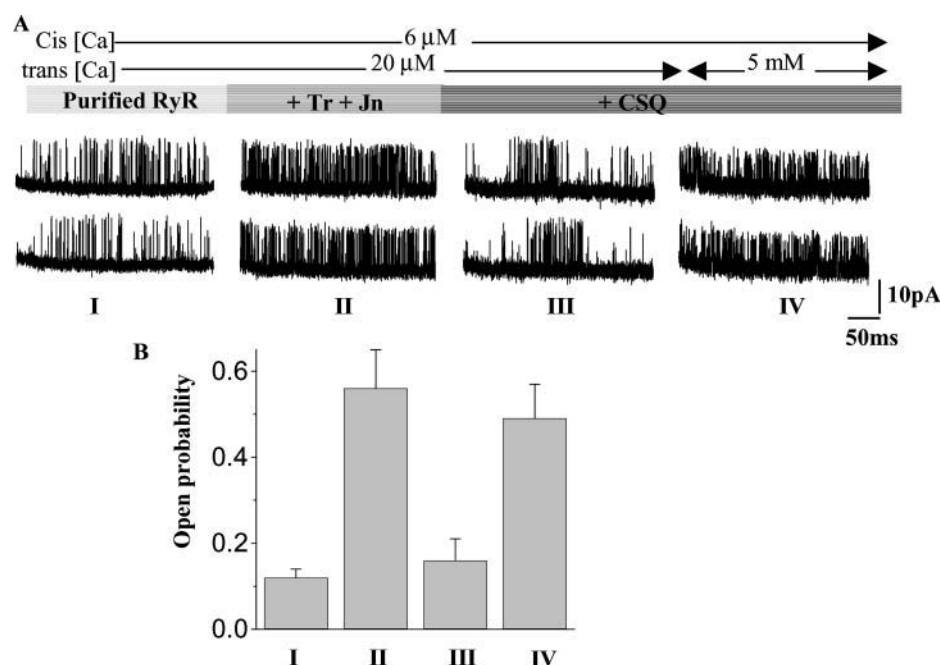 A
Cis [Ca] 6 µM
trans [Ca] 20 µM 5 mM
Purified RyR + Tr + Jn + CSQ
10pA
I II III IV
50ms
B
Open probability
0.6
0.4
0.2
0.0
I II III IV